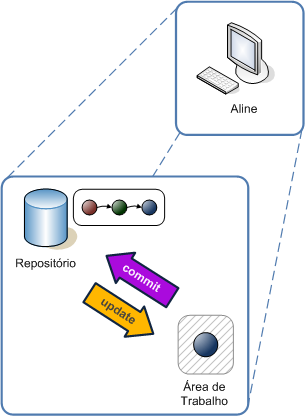 Aline
Repositório
commit
update
Área de
Trabalho